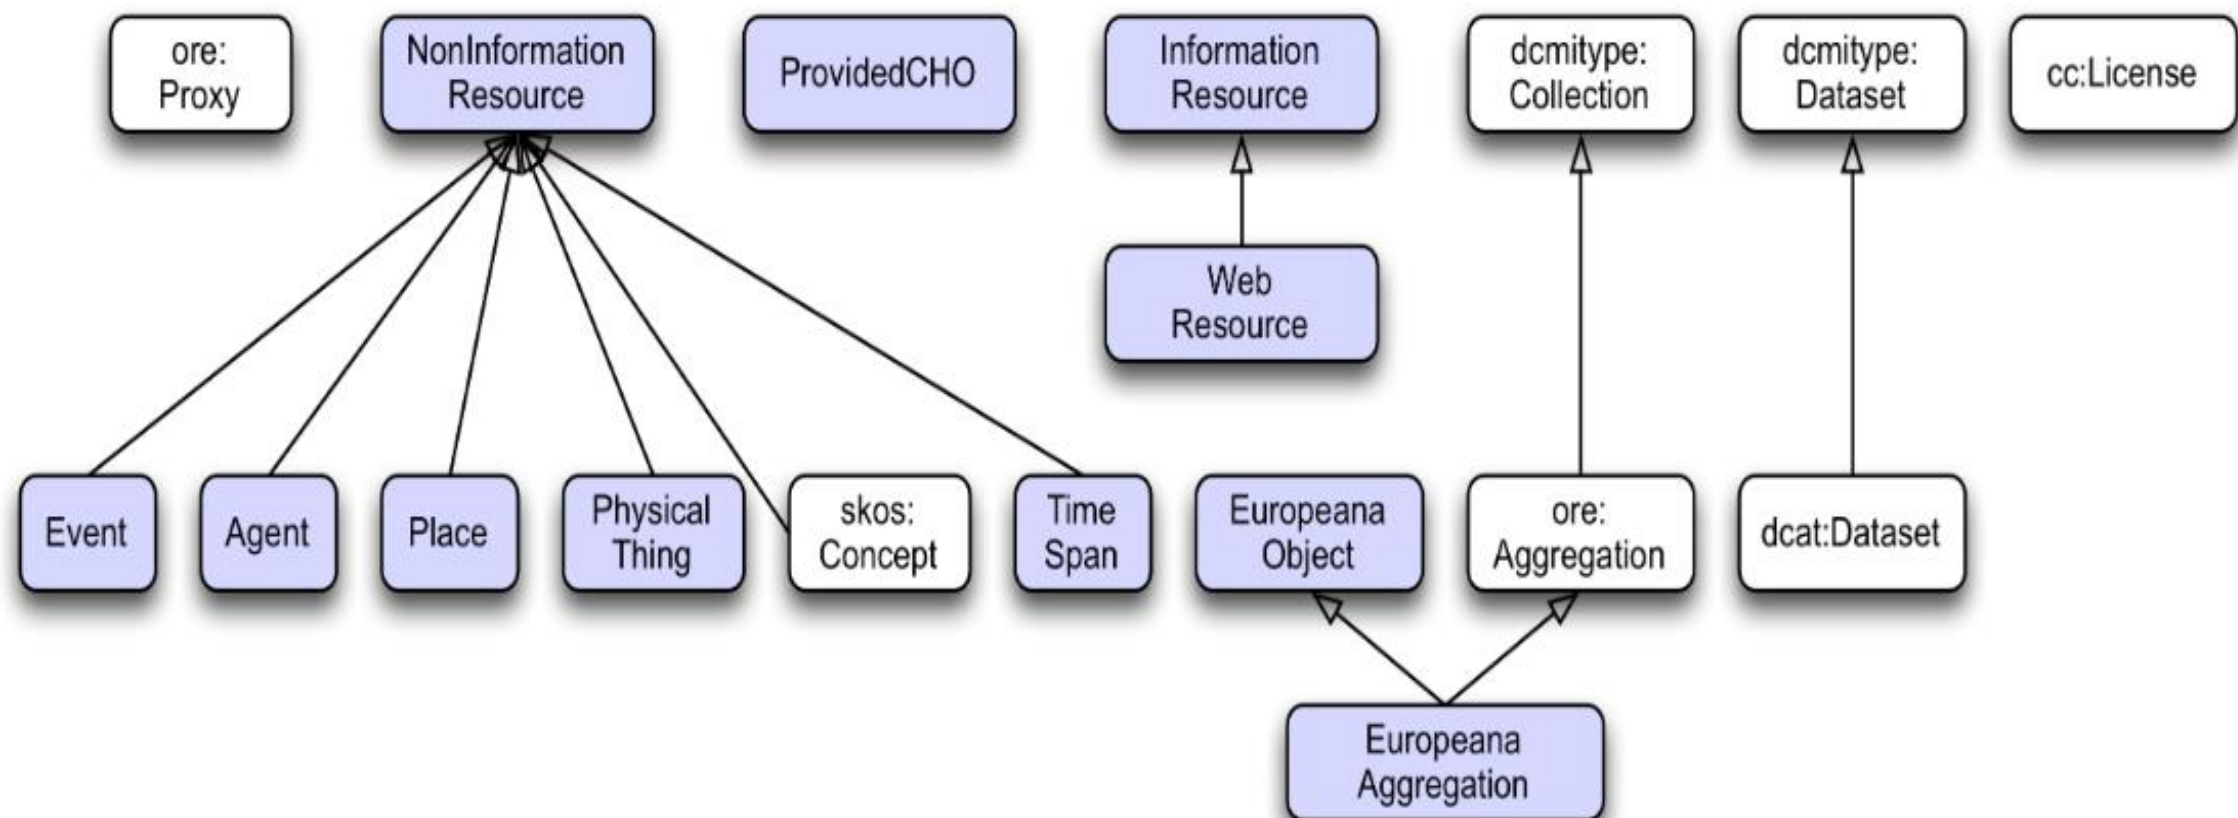 ore:
Proxy
NonInformation
Resource
ProvidedCHO
Information
Resource
dcmitype:
Collection
dcmitype:
Dataset
cc:License
Web
Resource
Event
Agent
Place
Physical
Thing
skos:
Concept
Time
Span
Europeana
Object
ore:
Aggregation
dcat:Dataset
Europeana
Aggregation